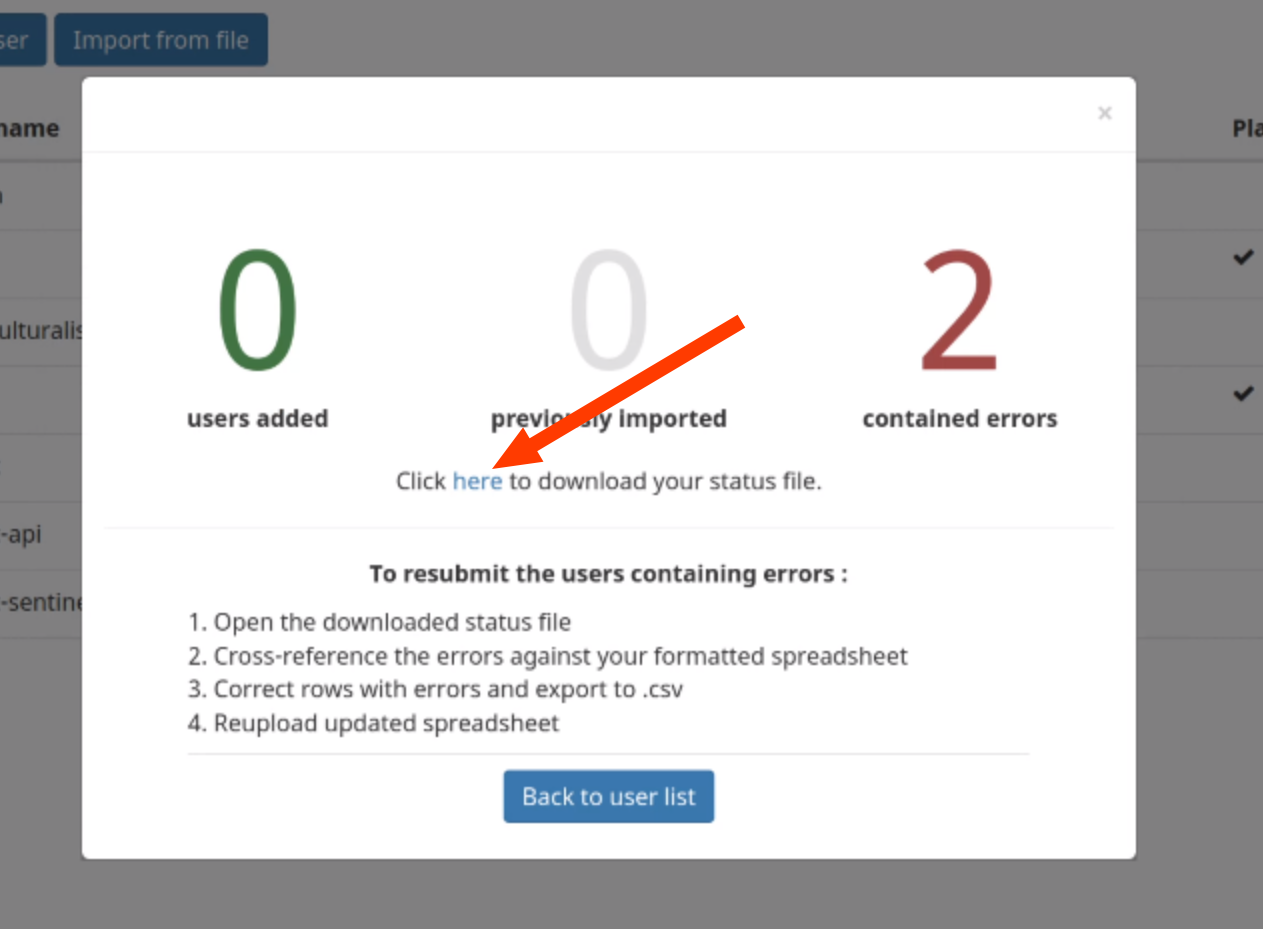 ser
Import from file
name
Pla
×
0
0
2
ulturalis
users added
previously imported
contained errors
Click here to download your status file.
-api
To resubmit the users containing errors :
-sentine
1. Open the downloaded status file
2. Cross-reference the errors against your formatted spreadsheet
3. Correct rows with errors and export to .csv
4. Reupload updated spreadsheet
Back to user list